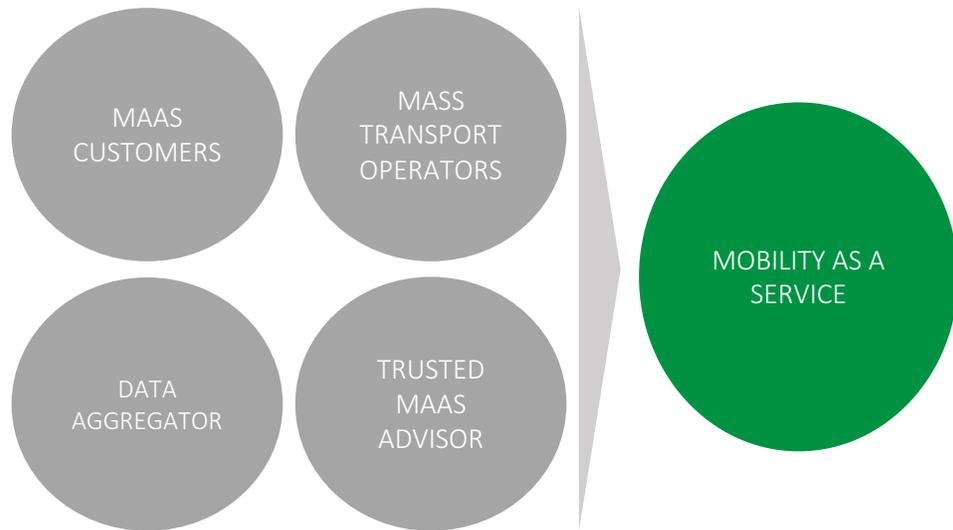 MAAS
CUSTOMERS
MASS
TRANSPORT
OPERATORS
DATA
AGGREGATOR
TRUSTED
MAAS
ADVISOR
MOBILITY AS A
SERVICE